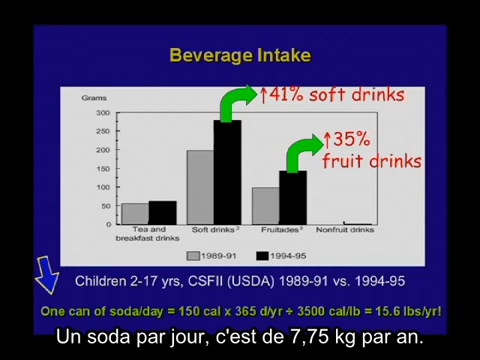 Beverage Intake
Grams
↑41% soft drinks
↑35%
fruit drinks
300
250
200
150
100
50
0
Tea and
breakfast drinks
Soft drinks²
Fruitades³
Nonfruit drinks
1989-91
1994-95
Children 2-17 yrs, CSFII (USDA) 1989-91 vs. 1994-95
One can of soda/day = 150 cal x 365 d/yr ÷ 3500 cal/lb = 15.6 lbs/yr!
Un soda par jour, c'est de 7,75 kg par an.